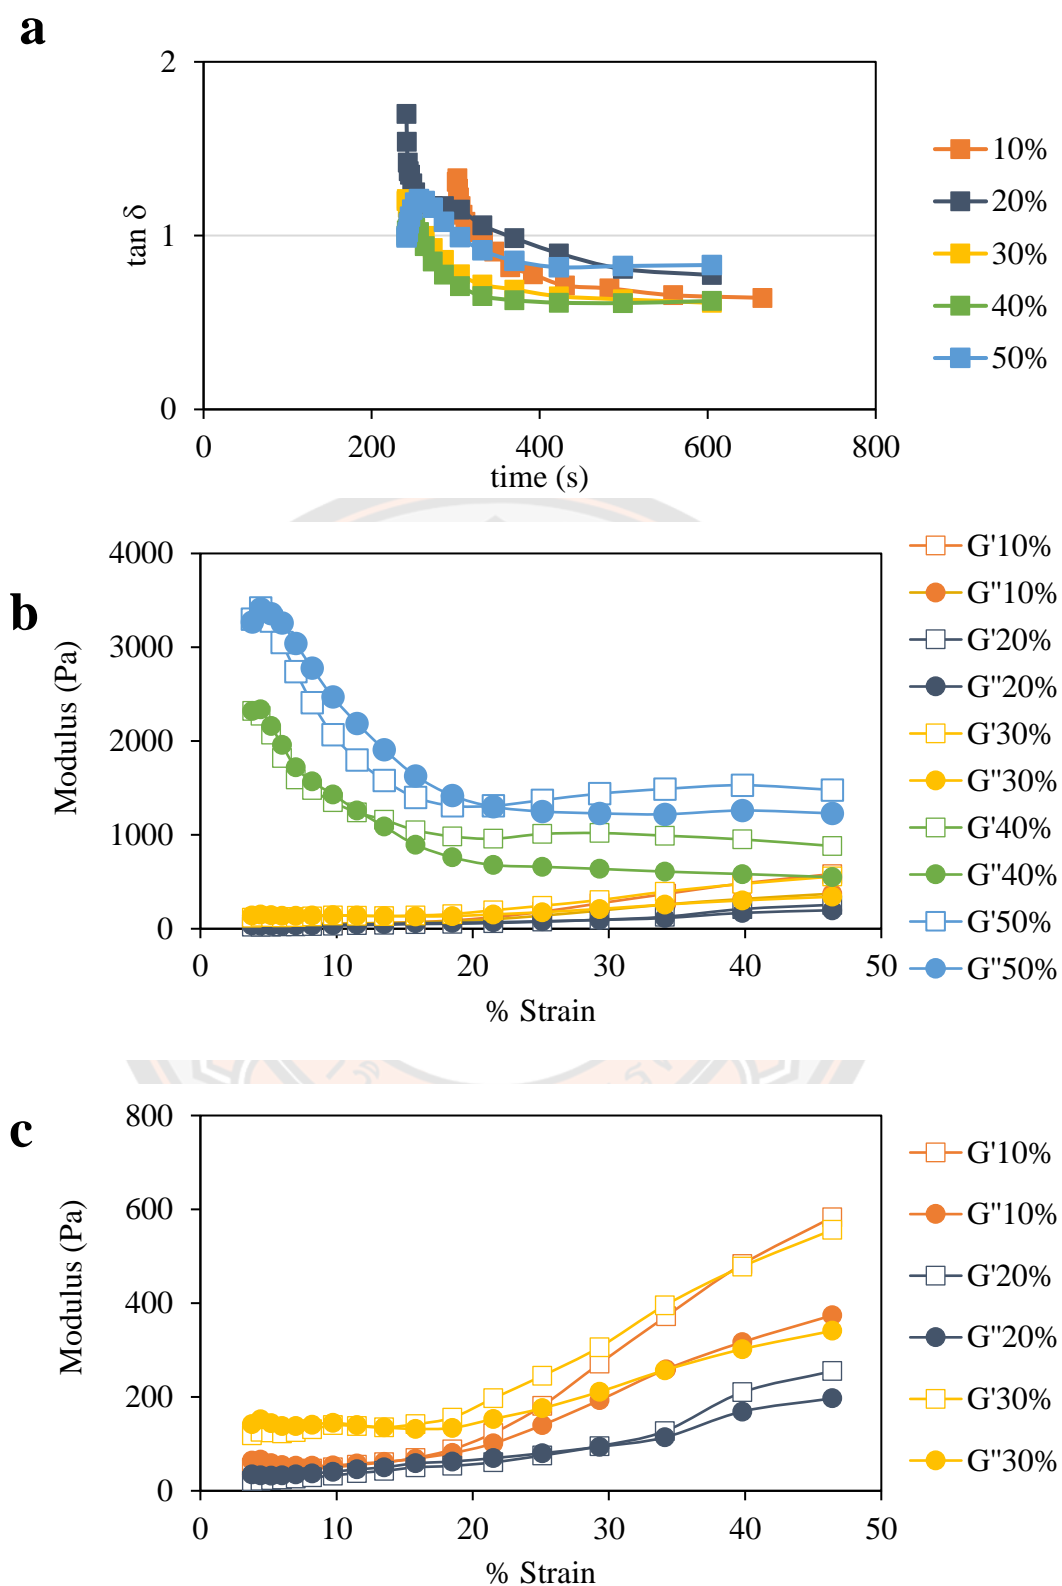 a
2
1
0
tan δ
0 200 400 600 800
time (s)
10%
20%
30%
40%
50%
b
4000
3000
2000
1000
0
Modulus (Pa)
0 10 20 30 40 50
% Strain
G'10%
G''10%
G'20%
G''20%
G'30%
G''30%
G'40%
G''40%
G'50%
G''50%
c
800
600
400
200
0
Modulus (Pa)
0 10 20 30 40 50
% Strain
G'10%
G''10%
G'20%
G''20%
G'30%
G''30%